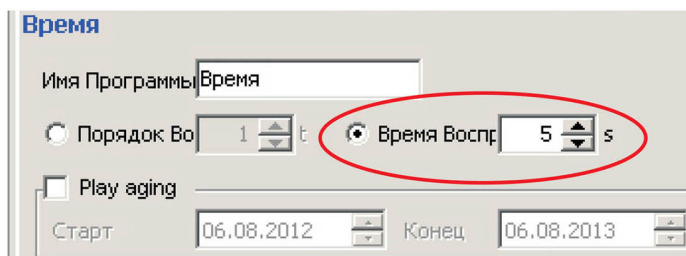 Время
Имя Программы Время
Порядок Во 1 t Время Воспр 5 s
Play aging
Старт 06.08.2012 Конец 06.08.2013